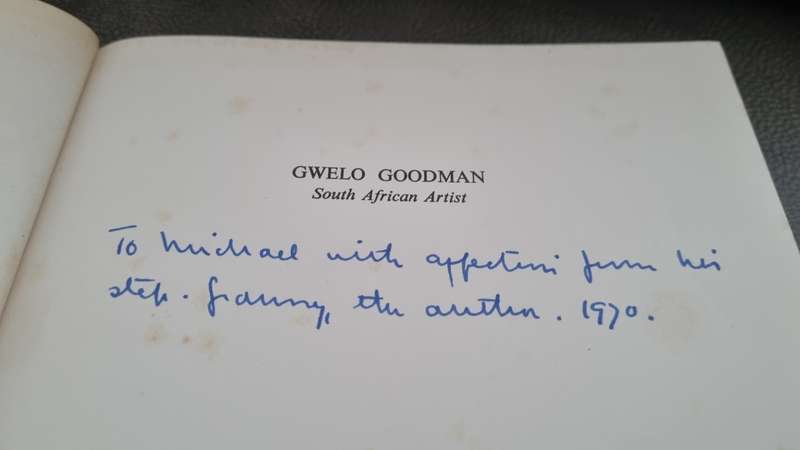 GWELO GOODMAN
South African Artist
To Michael with affection from his
step. Granny, the author. 1970.